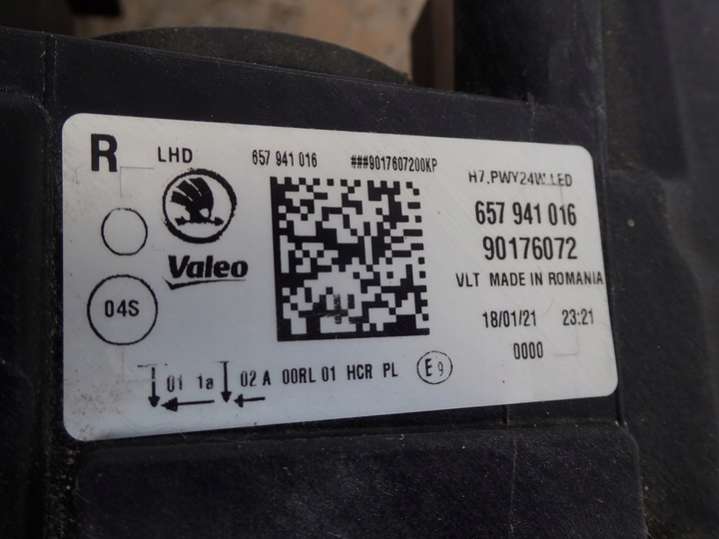 R LHD 657 941 016 ###9017607200KP
H7,PWY24W,LED
657 941 016
Valeo
90176072
VLT MADE IN ROMANIA
04S
18/01/21 23:21
0000
01 1a 02 A 00RL 01 HCR PL E9